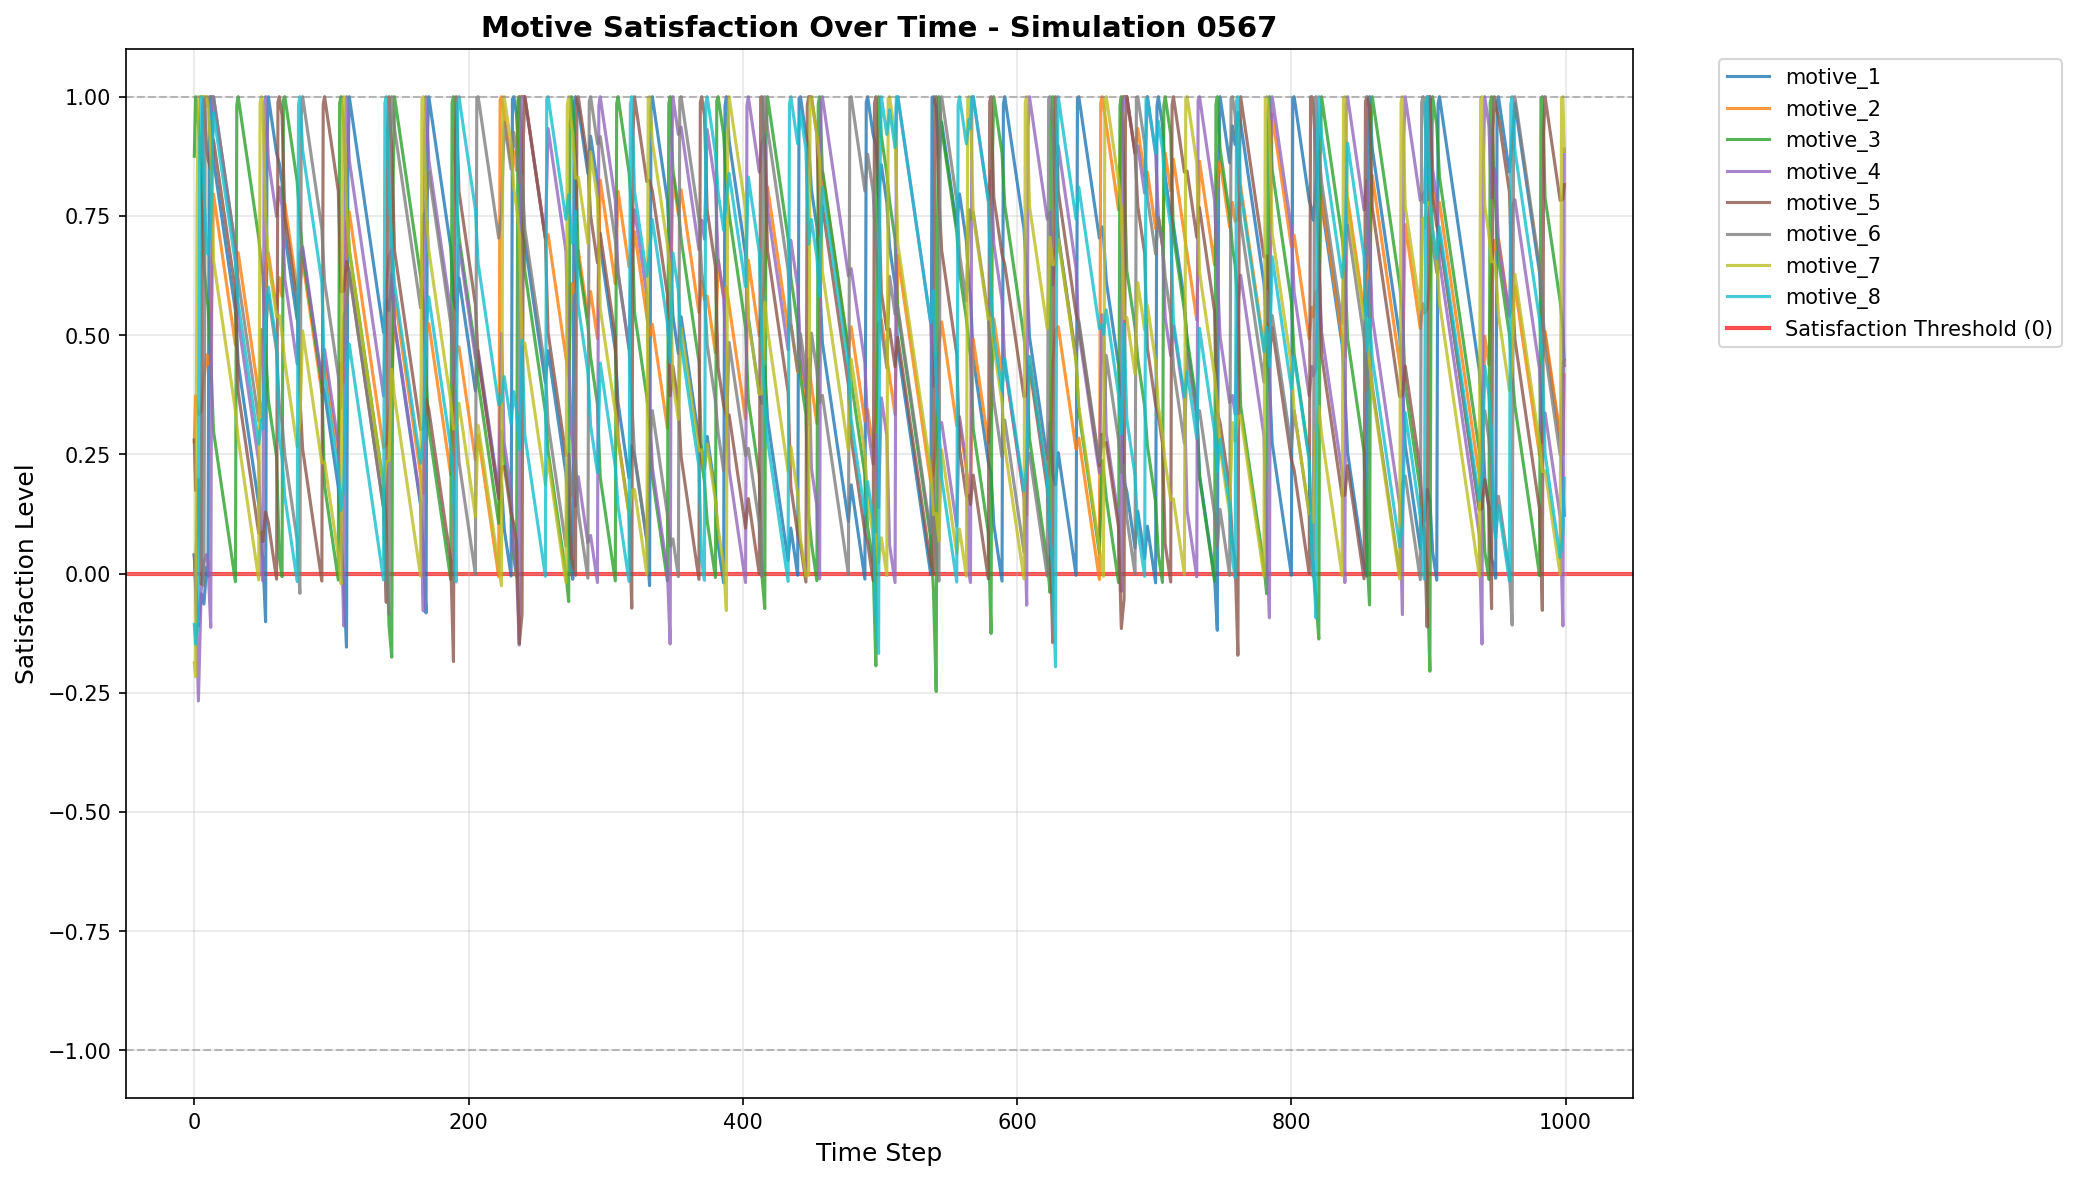 Motive Satisfaction Over Time - Simulation 0567
1.00
0.75
0.50
0.25
0.00
−0.25
−0.50
−0.75
−1.00
Satisfaction Level
0
200
400
600
800
1000
Time Step
motive_1
motive_2
motive_3
motive_4
motive_5
motive_6
motive_7
motive_8
Satisfaction Threshold (0)